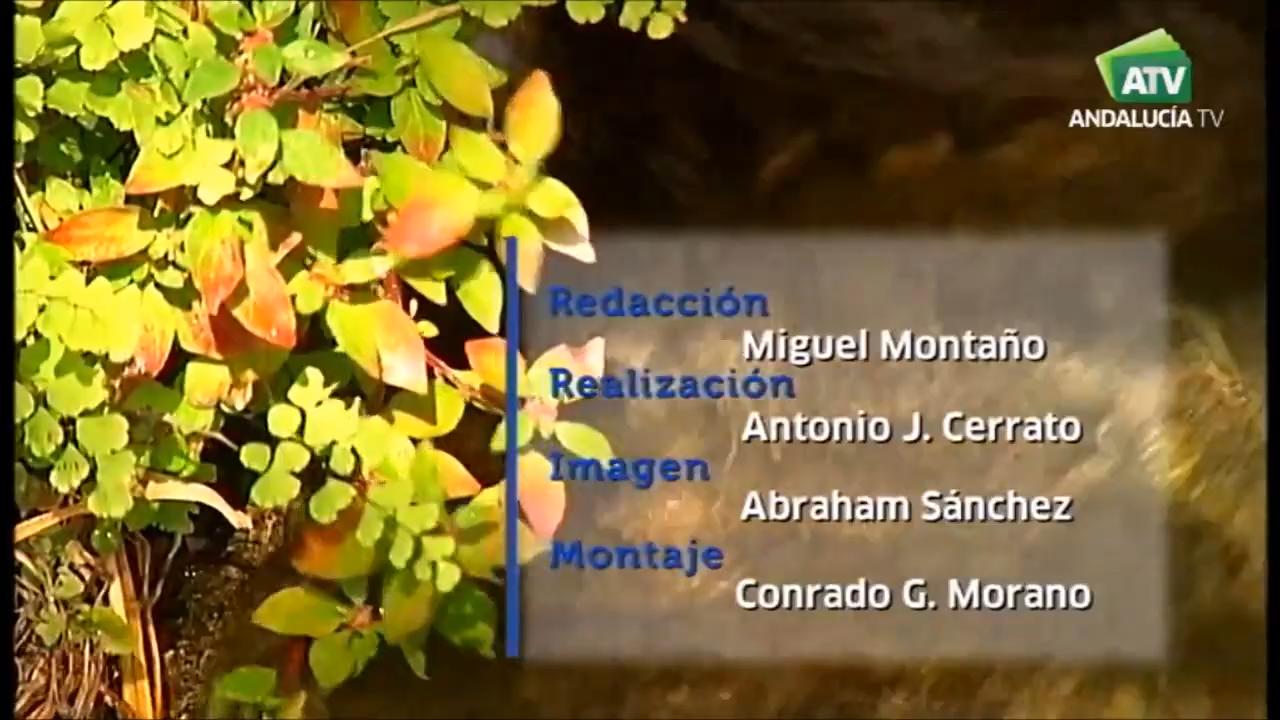 ATV
ANDALUCÍA TV
Redacción
Miguel Montaño
Realización
Antonio J. Cerrato
Imagen
Abraham Sánchez
Montaje
Conrado G. Morano